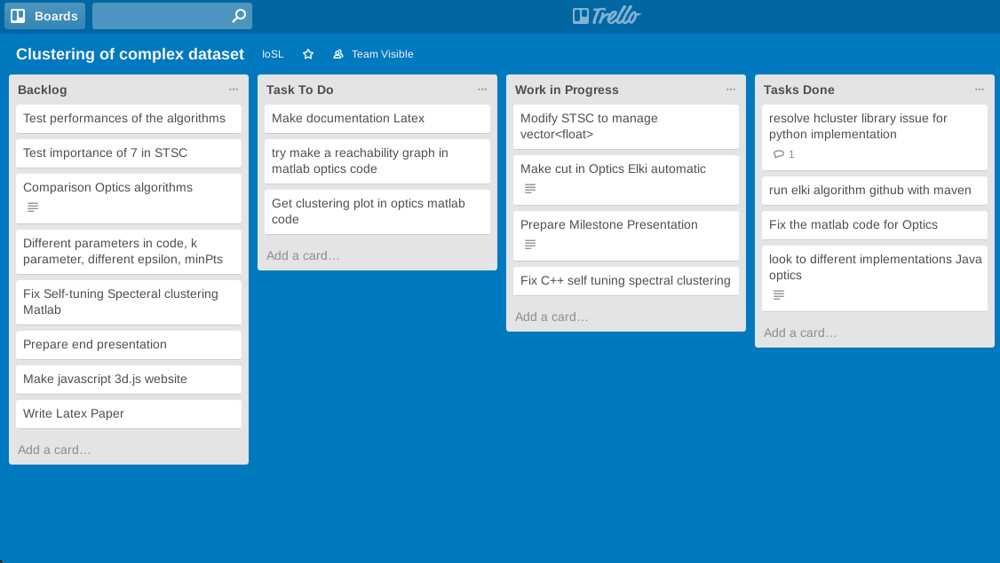 Boards
Trello
Clustering of complex dataset
IoSL
Team Visible
Backlog
Test performances of the algorithms
Test importance of 7 in STSC
Comparison Optics algorithms
Different parameters in code, k
parameter, different epsilon, minPts
Fix Self-tuning Specteral clustering
Matlab
Prepare end presentation
Make javascript 3d.js website
Write Latex Paper
Add a card…
Task To Do
Make documentation Latex
try make a reachability graph in
matlab optics code
Get clustering plot in optics matlab
code
Add a card…
Work in Progress
Modify STSC to manage
vector<float>
Make cut in Optics Elki automatic
Prepare Milestone Presentation
Fix C++ self tuning spectral clustering
Add a card…
Tasks Done
resolve hcluster library issue for
python implementation
1
run elki algorithm github with maven
Fix the matlab code for Optics
look to different implementations Java
optics
Add a card…